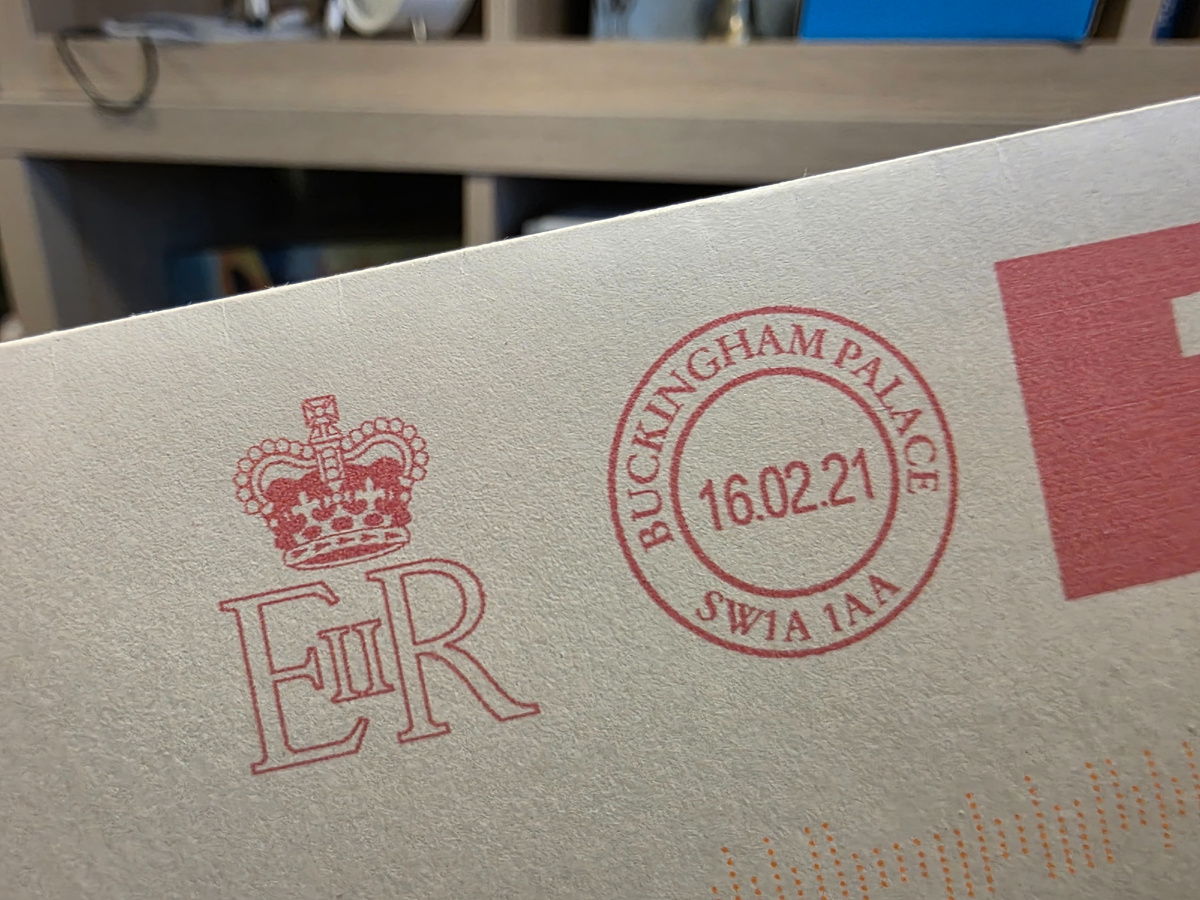 EIIR
BUCKINGHAM PALACE
16.02.21
SW1A 1AA